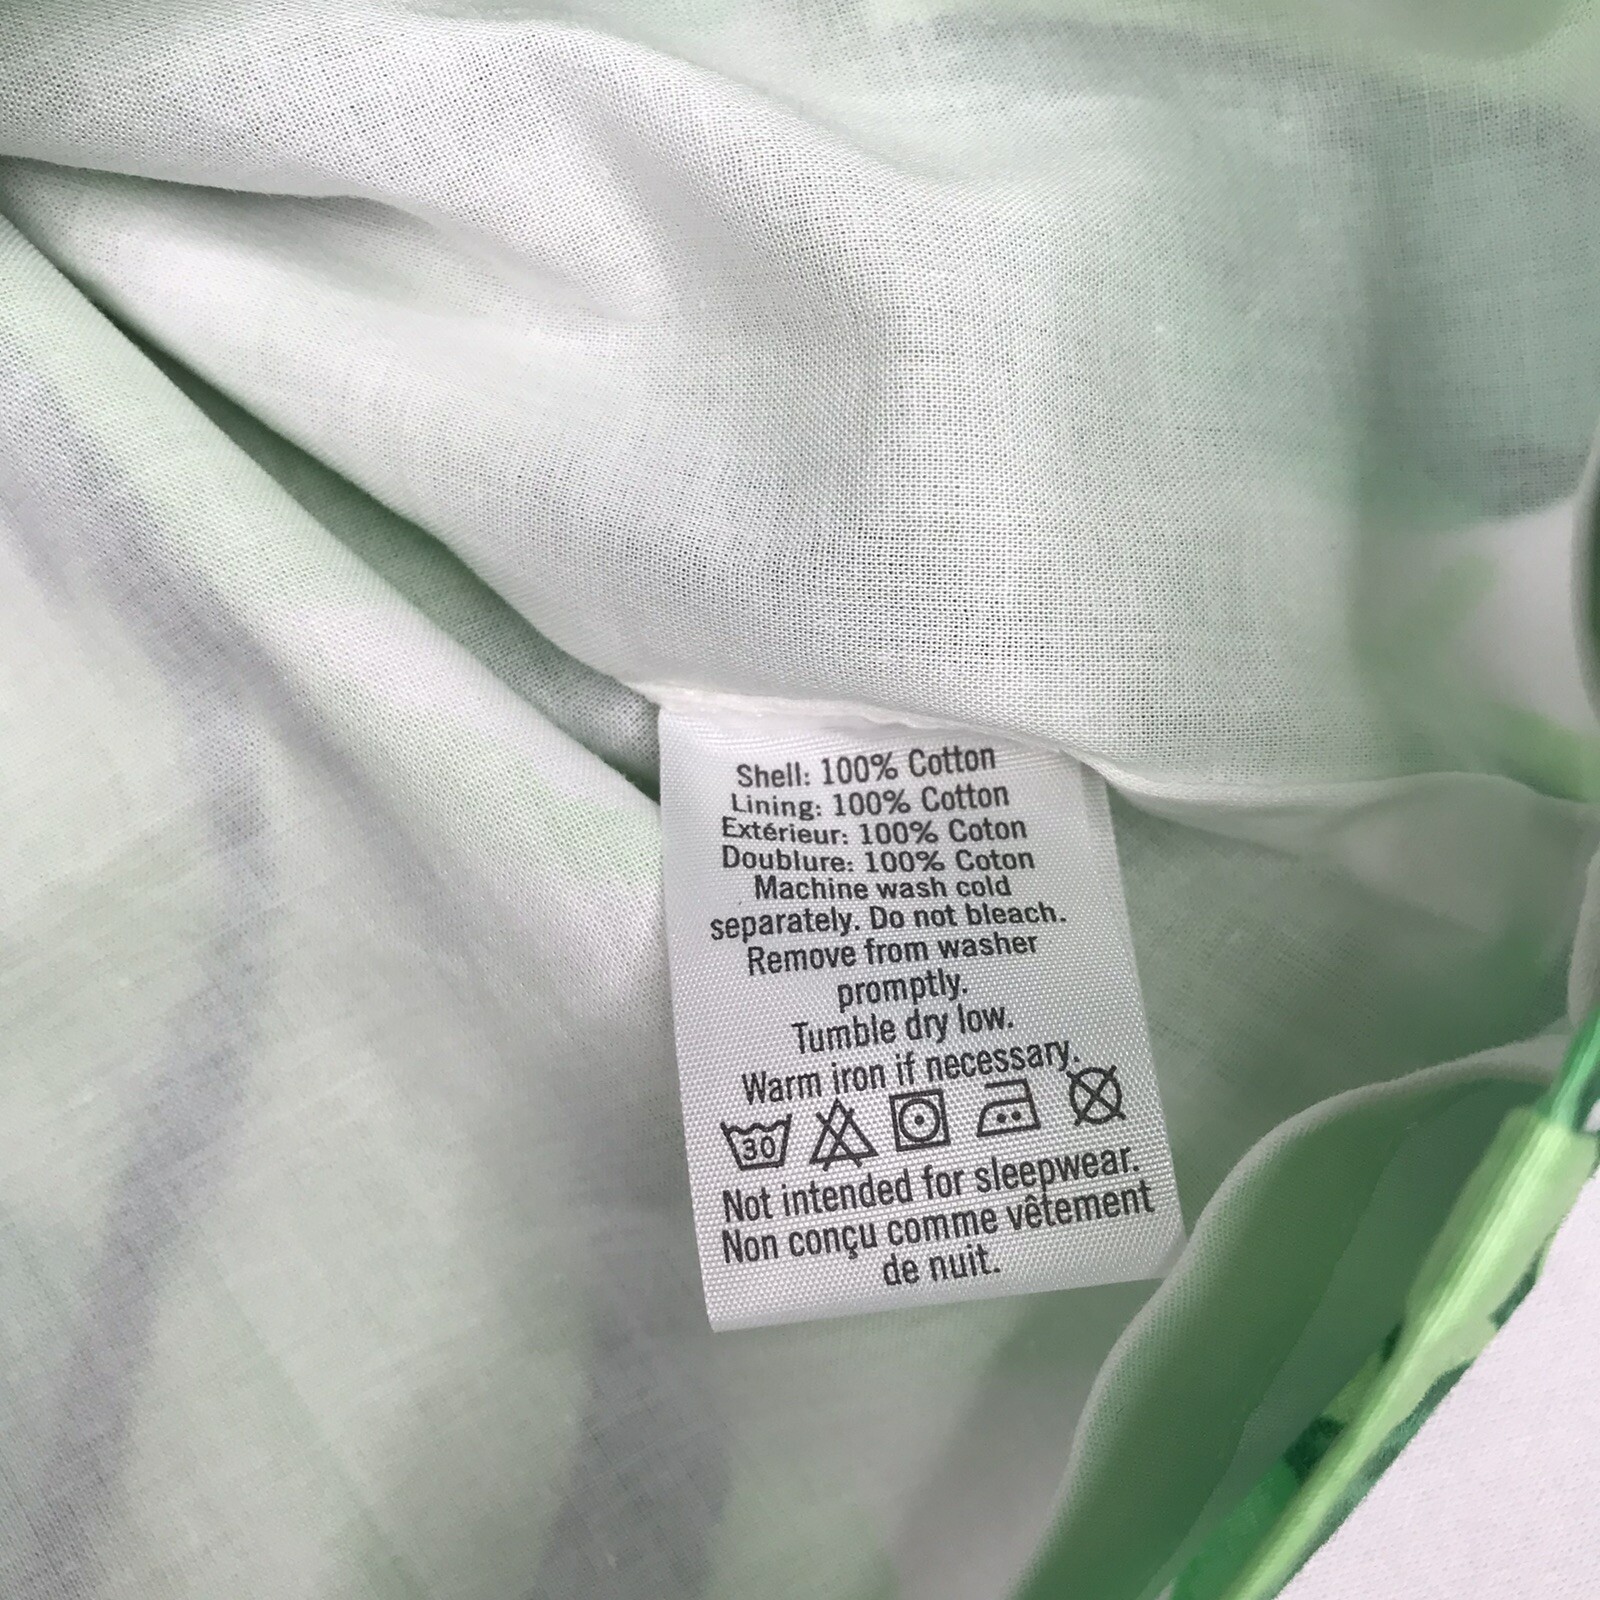 Shell: 100% Cotton
Lining: 100% Cotton
Extérieur: 100% Coton
Doublure: 100% Coton
Machine wash cold
separately. Do not bleach.
Remove from washer
promptly.
Tumble dry low.
Warm iron if necessary.
30
Not intended for sleepwear.
Non conçu comme vêtement
de nuit.